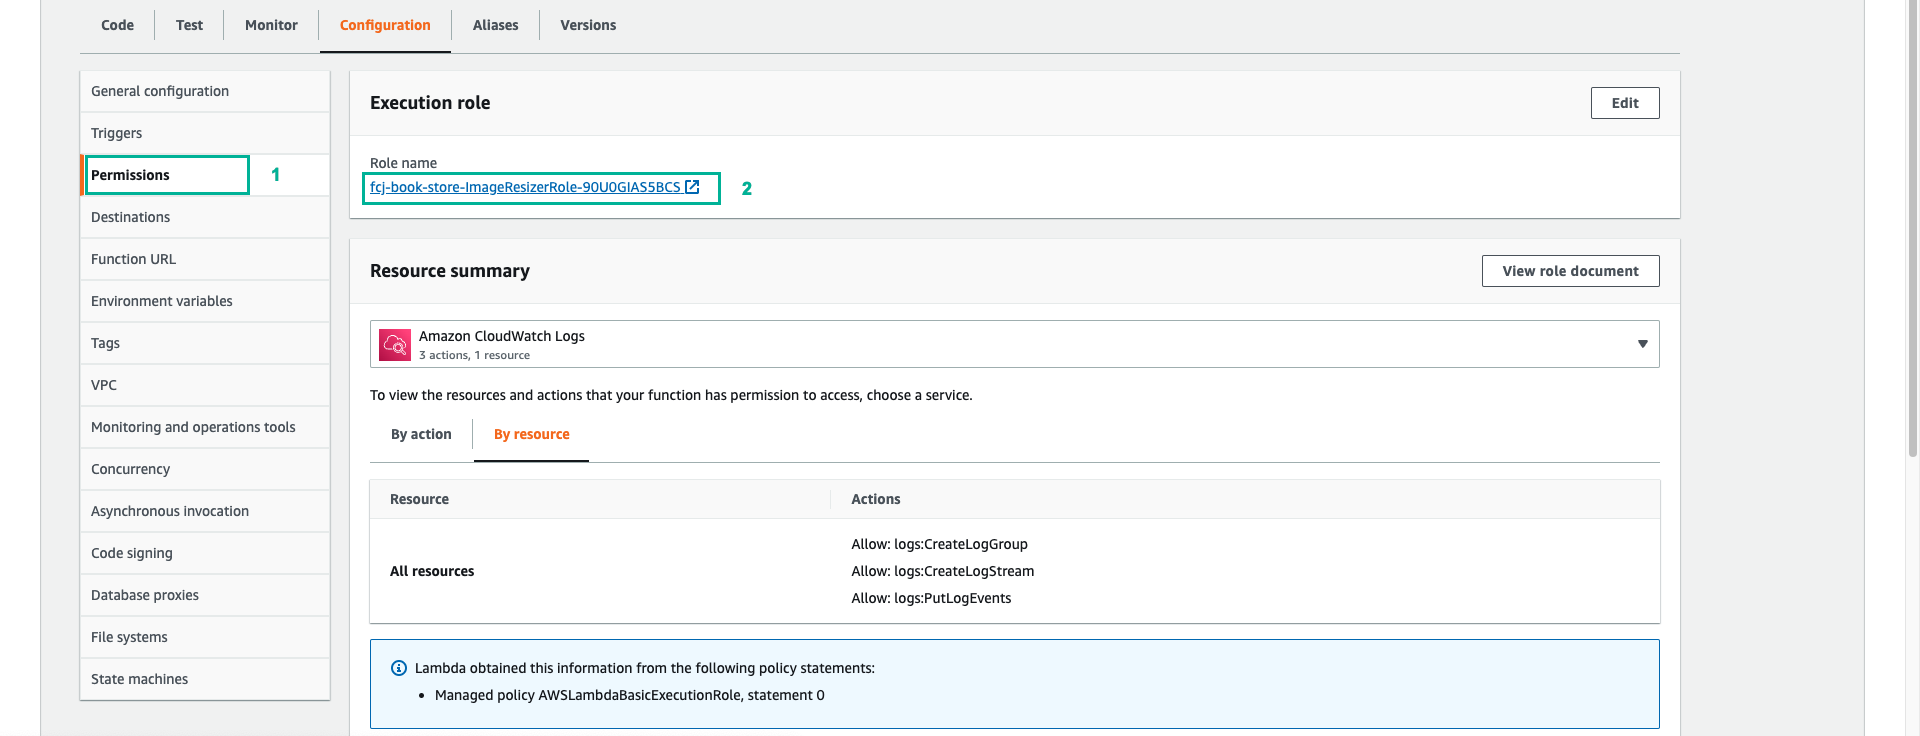 Code
Test
Monitor
Configuration
Aliases
Versions
General configuration
Triggers
Permissions
1
Destinations
Function URL
Environment variables
Tags
VPC
Monitoring and operations tools
Concurrency
Asynchronous invocation
Code signing
Database proxies
File systems
State machines
Execution role
Edit
Role name
fcj-book-store-ImageResizerRole-90U0GIAS5BCS
2
Resource summary
View role document
Amazon CloudWatch Logs
3 actions, 1 resource
To view the resources and actions that your function has permission to access, choose a service.
By action
By resource
Resource
Actions
All resources
Allow: logs:CreateLogGroup
Allow: logs:CreateLogStream
Allow: logs:PutLogEvents
Lambda obtained this information from the following policy statements:
• Managed policy AWSLambdaBasicExecutionRole, statement 0